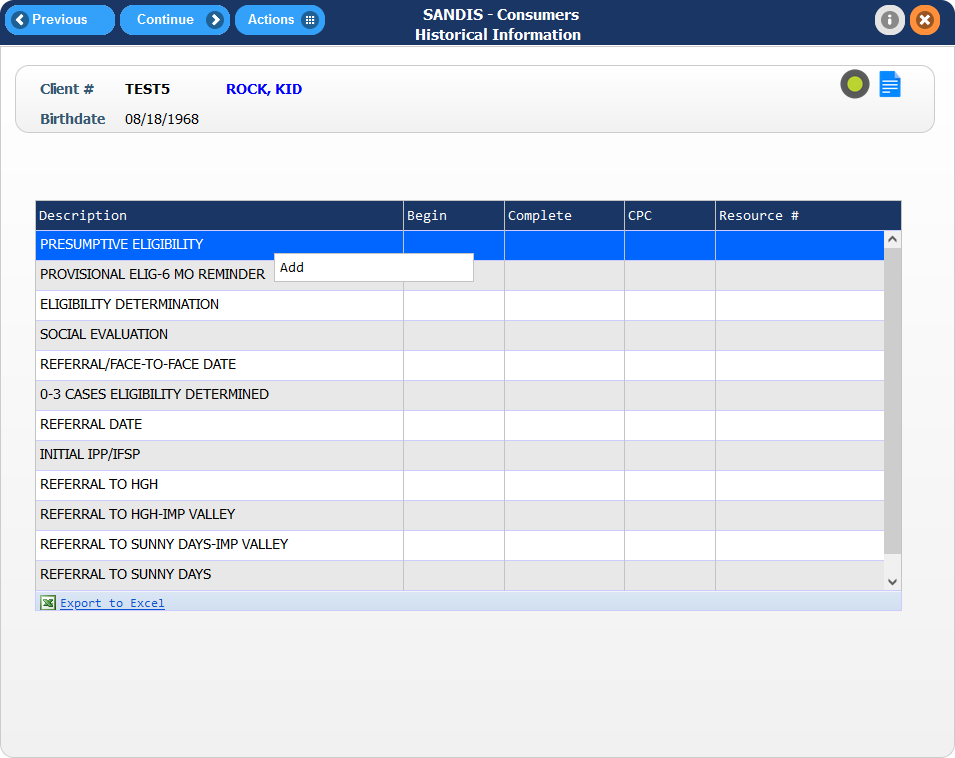 Previous Continue Actions SANDIS - Consumers
Historical Information
Client # TEST5 ROCK, KID
Birthdate 08/18/1968
Description Begin Complete CPC Resource #
PRESUMPTIVE ELIGIBILITY
Add
PROVISIONAL ELIG-6 MO REMINDER
ELIGIBILITY DETERMINATION
SOCIAL EVALUATION
REFERRAL/FACE-TO-FACE DATE
0-3 CASES ELIGIBILITY DETERMINED
REFERRAL DATE
INITIAL IPP/IFSP
REFERRAL TO HGH
REFERRAL TO HGH-IMP VALLEY
REFERRAL TO SUNNY DAYS-IMP VALLEY
REFERRAL TO SUNNY DAYS
Export to Excel